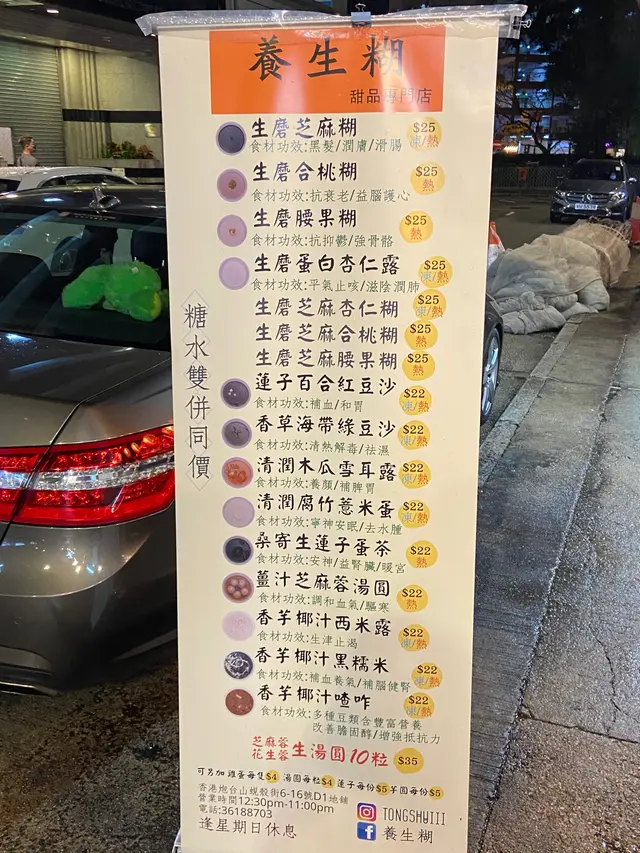 養生糊
甜品專門店
糖水雙併同價
生磨芝麻糊 $25 凍/熱
食材功效:黑髮/潤膚/滑腸
生磨合桃糊 $25 熱
食材功效:抗衰老/益腦護心
生磨腰果糊 $25 熱
食材功效:抗抑鬱/強骨骼
生磨蛋白杏仁露 $25 凍/熱
食材功效:平氣止咳/滋陰潤肺
生磨芝麻杏仁糊 $25 凍/熱
生磨芝麻合桃糊 $25 熱
生磨芝麻腰果糊 $25 熱
蓮子百合紅豆沙 $22 凍/熱
食材功效:補血/和胃
香草海帶綠豆沙 $22 凍/熱
食材功效:清熱解毒/祛濕
清潤木瓜雪耳露 $22 凍/熱
食材功效:養顏/補脾胃
清潤腐竹薏米蛋 $22 凍/熱
食材功效:寧神安眠/去水腫
桑寄生蓮子蛋茶 $22 熱
食材功效:安神/益腎臟/暖宮
薑汁芝麻蓉湯圓 $22 熱
食材功效:調和血氣/驅寒
香芋椰汁西米露 $22 凍/熱
食材功效:生津止渴
香芋椰汁黑糯米 $22 凍/熱
食材功效:補血養氣/補腦健腎
香芋椰汁喳咋 $22 凍/熱
食材功效:多種豆類含豐富營養
改善膽固醇/增強抵抗力
芝麻蓉
花生蓉 生湯圓10粒 $35
可另加 雞蛋每隻$4 湯圓每粒$4 蓮子每份$5 芋圓每份$5
香港炮台山蜆殼街6-16號D1地鋪
營業時間12:30pm-11:00pm
電話:36188703
逢星期日休息
TONGSHUIII
養生糊